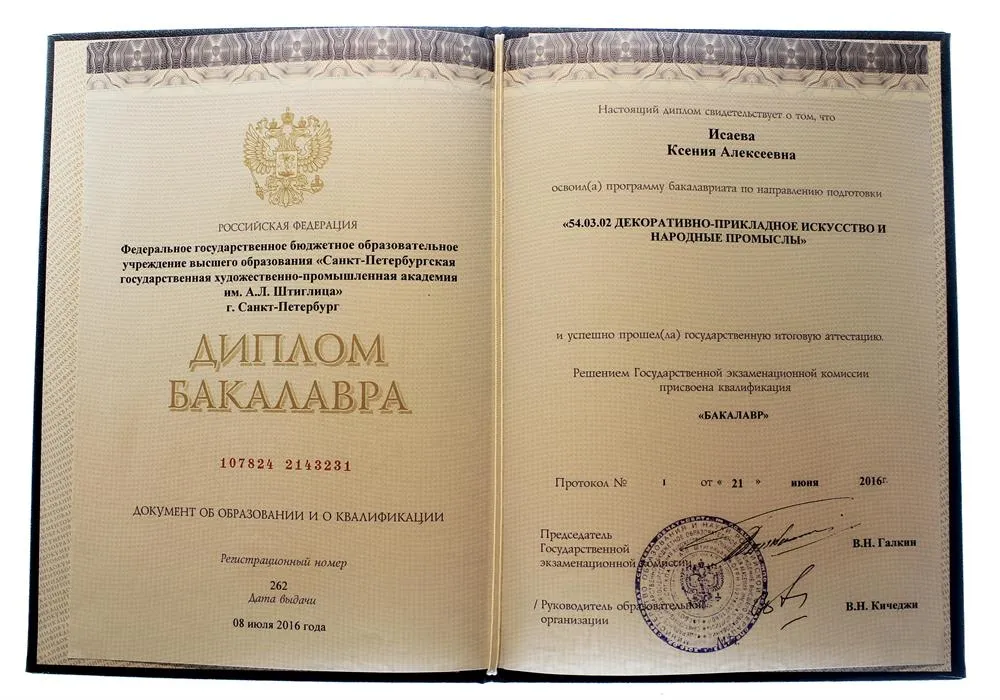 РОССИЙСКАЯ ФЕДЕРАЦИЯ
Федеральное государственное бюджетное образовательное
учреждение высшего образования «Санкт-Петербургская
государственная художественно-промышленная академия
им. А.Л. Штиглица»
г. Санкт-Петербург
ДИПЛОМ
БАКАЛАВРА
107824 2143231
ДОКУМЕНТ ОБ ОБРАЗОВАНИИ И О КВАЛИФИКАЦИИ
Регистрационный номер
262
Дата выдачи
08 июля 2016 года
Настоящий диплом свидетельствует о том, что
Исаева
Ксения Алексеевна
освоил(а) программу бакалавриата по направлению подготовки
«54.03.02 ДЕКОРАТИВНО-ПРИКЛАДНОЕ ИСКУССТВО И
НАРОДНЫЕ ПРОМЫСЛЫ»
и успешно прошел(ла) государственную итоговую аттестацию.
Решением Государственной экзаменационной комиссии
присвоена квалификация
«БАКАЛАВР»
Протокол № 1 от « 21 » июня 2016г.
Председатель
Государственной
экзаменационной комиссии
В.Н. Галкин
/ Руководитель образовательной
организации
В.Н. Кичеджи